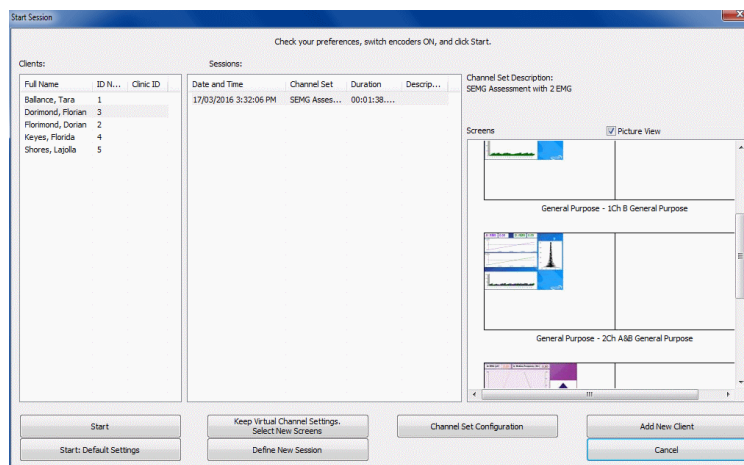 Start Session
Check your preferences, switch encoders ON, and click Start.
Clients:
Sessions:
Full Name ID N... Clinic ID
Ballance, Tara 1
Dorimond, Florian 3
Florimond, Dorian 2
Keyes, Florida 4
Shores, Lajolla 5
Date and Time Channel Set Duration Descrip...
17/03/2016 3:32:06 PM SEMG Asses... 00:01:38....
Channel Set Description:
SEMG Assessment with 2 EMG
Screens
Picture View
General Purpose - 1Ch B General Purpose
General Purpose - 2Ch A&B General Purpose
Start
Keep Virtual Channel Settings.
Select New Screens
Channel Set Configuration
Add New Client
Start: Default Settings
Define New Session
Cancel